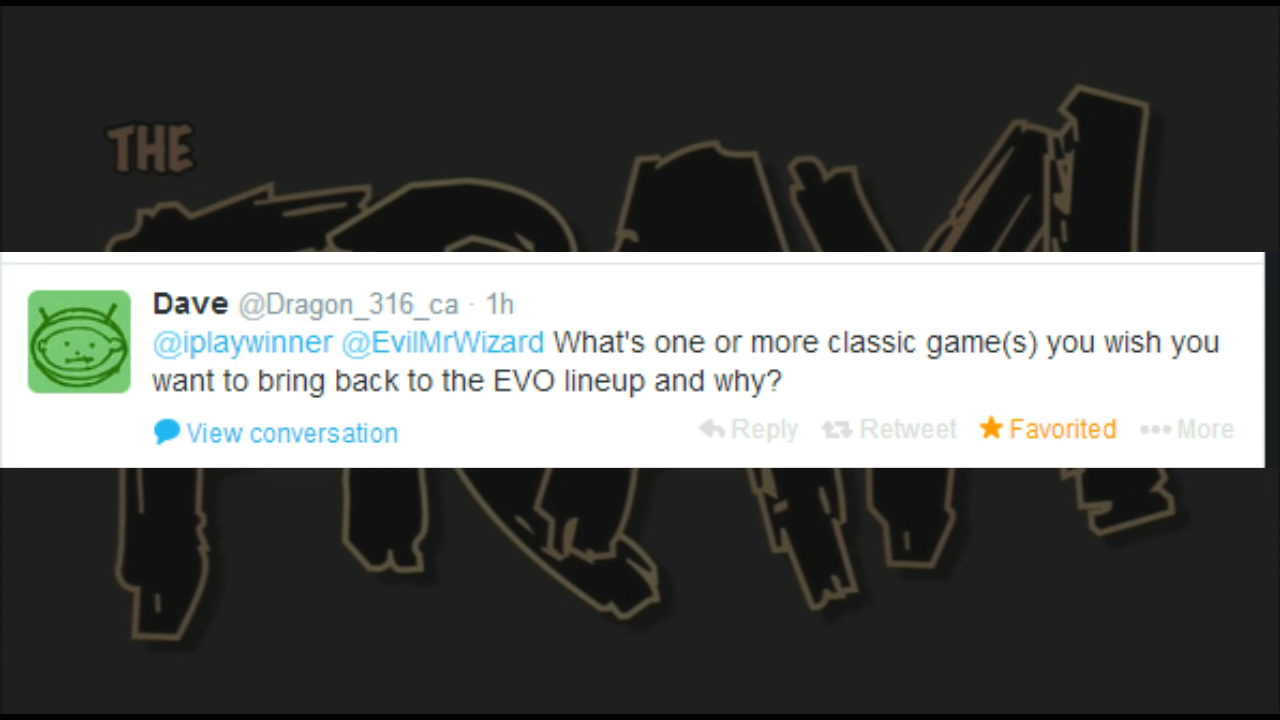 THE
Dave @Dragon_316_ca · 1h
@iplaywinner @EvilMrWizard What's one or more classic game(s) you wish you
want to bring back to the EVO lineup and why?
View conversation
Reply Retweet Favorited More